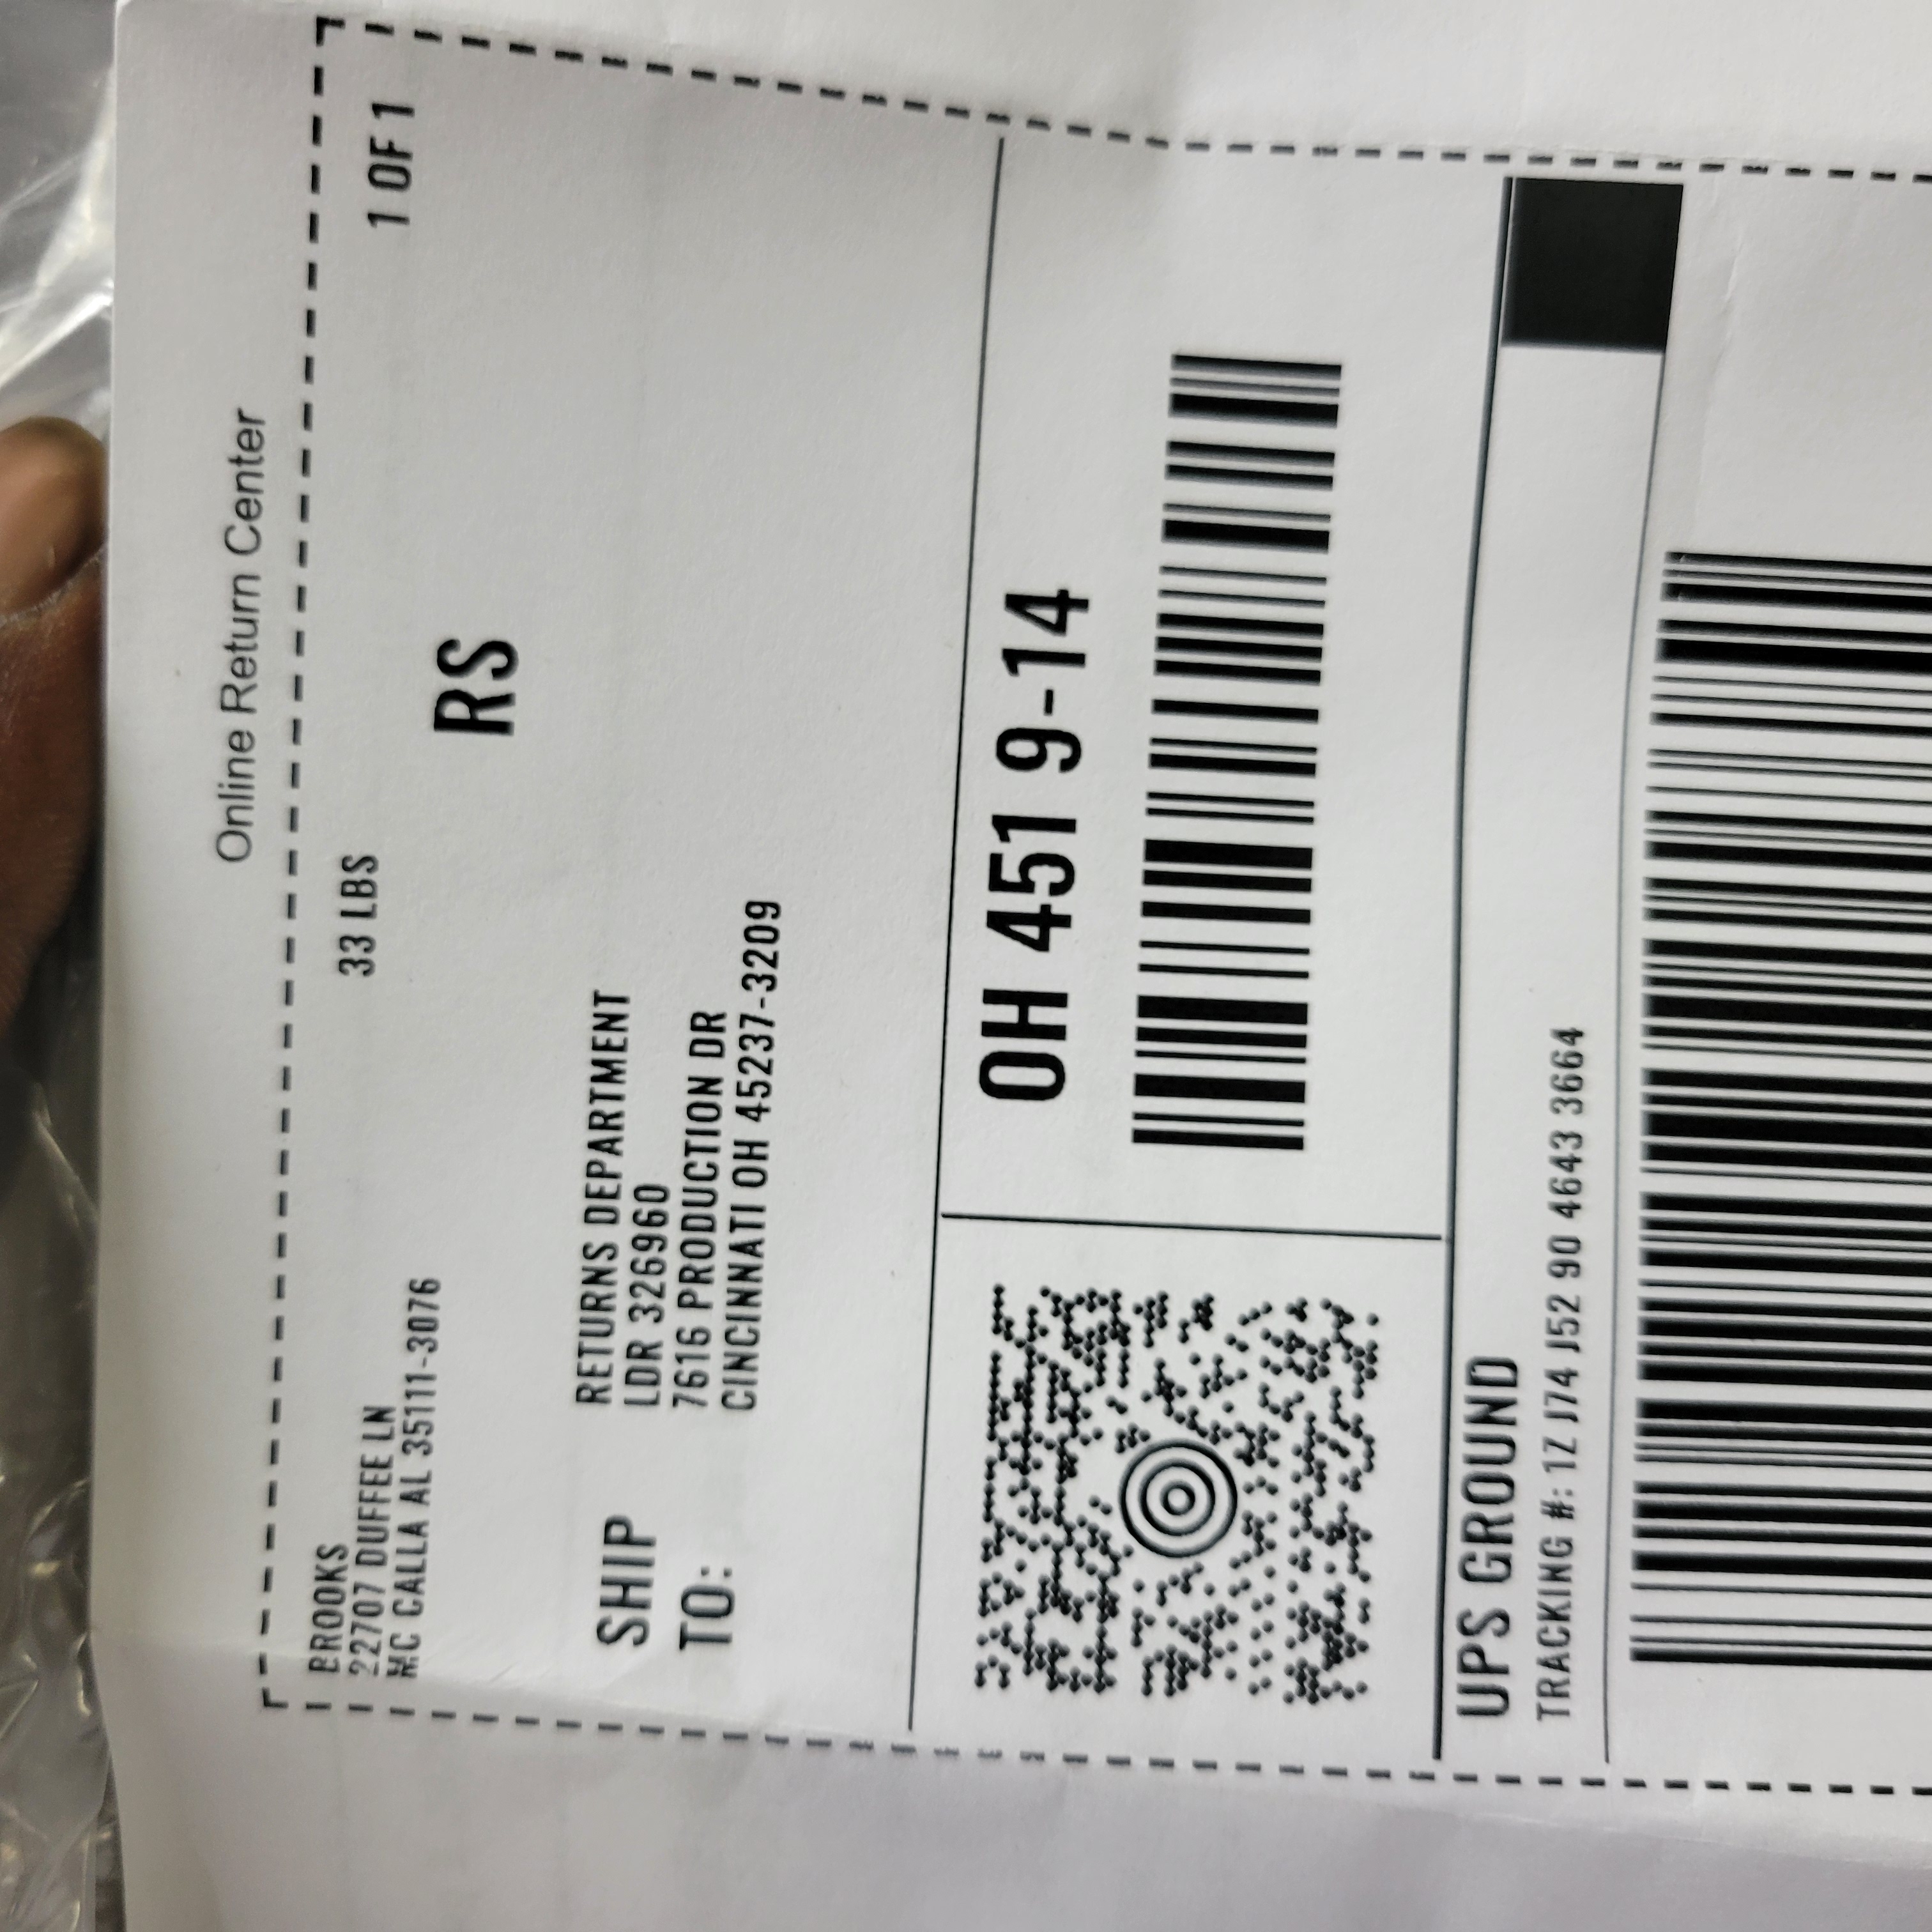 Online Return Center
BROOKS
22707 DUFFEE LN
MC CALLA AL 35111-3076
33 LBS
1 OF 1
RS
SHIP
TO:
RETURNS DEPARTMENT
LDR 326960
7616 PRODUCTION DR
CINCINNATI OH 45237-3209
OH 451 9-14
UPS GROUND
TRACKING #: 1Z J74 J52 90 4643 3664